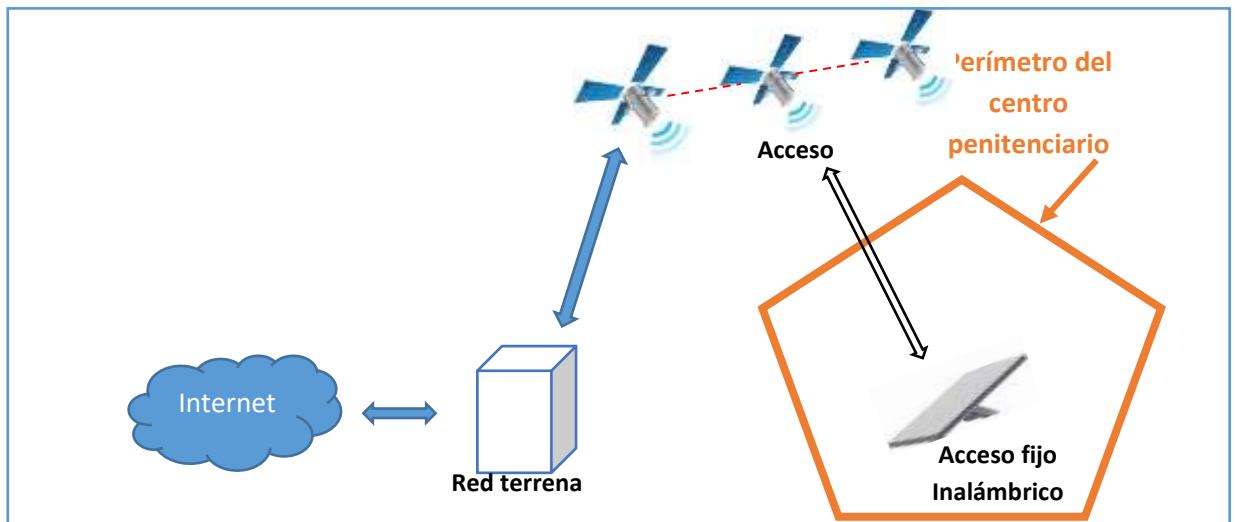 Perímetro del
centro
penitenciario
Acceso
Internet
Red terrena
Acceso fijo
Inalámbrico